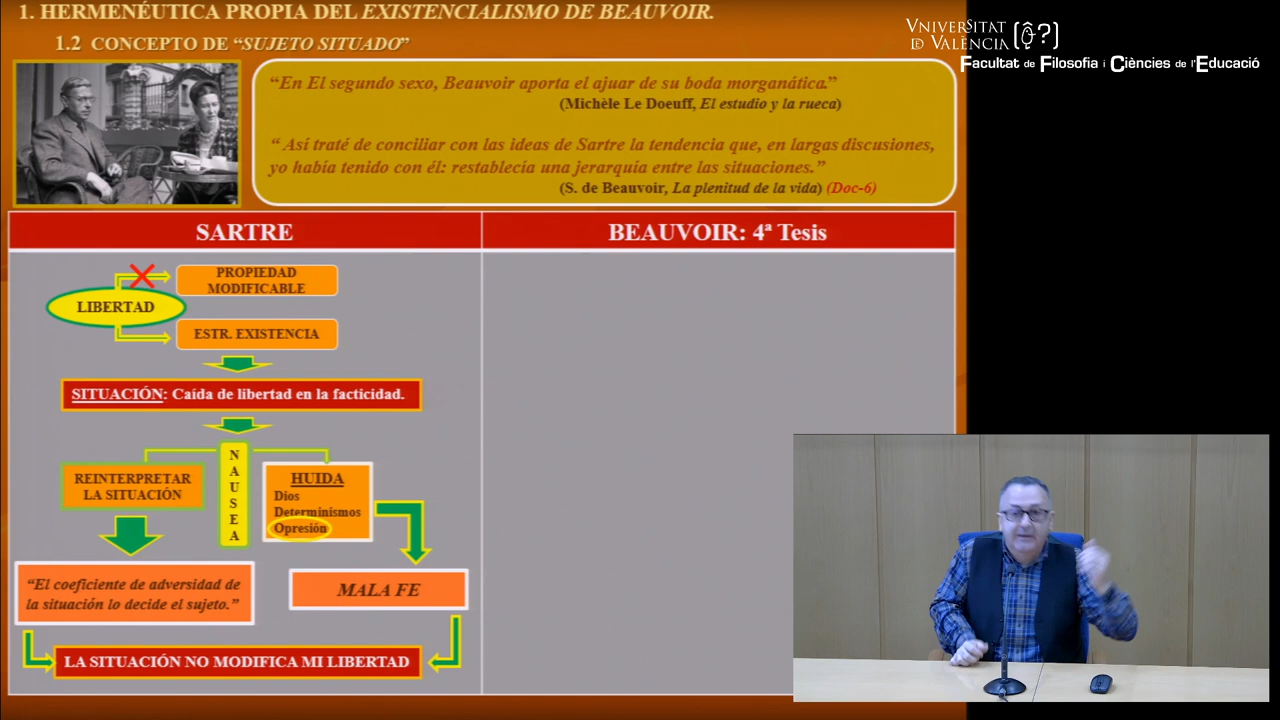 1. HERMENÉUTICA PROPIA DEL EXISTENCIALISMO DE BEAUVOIR.
1.2 CONCEPTO DE “SUJETO SITUADO”
VNIVERSITAT
DE VALÈNCIA (Q̂?)
Facultat de Filosofia i Ciències de l'Educació
“En El segundo sexo, Beauvoir aporta el ajuar de su boda morganática.”
(Michèle Le Doeuff, El estudio y la rueca)
“ Así traté de conciliar con las ideas de Sartre la tendencia que, en largas discusiones,
yo había tenido con él: restablecía una jerarquía entre las situaciones.”
(S. de Beauvoir, La plenitud de la vida) (Doc-6)
SARTRE
BEAUVOIR: 4ª Tesis
PROPIEDAD
MODIFICABLE
LIBERTAD
ESTR. EXISTENCIA
SITUACIÓN: Caída de libertad en la facticidad.
NAUSEA
REINTERPRETAR
LA SITUACIÓN
HUIDA
Dios
Determinismos
Opresión
“El coeficiente de adversidad de
la situación lo decide el sujeto.”
MALA FE
LA SITUACIÓN NO MODIFICA MI LIBERTAD